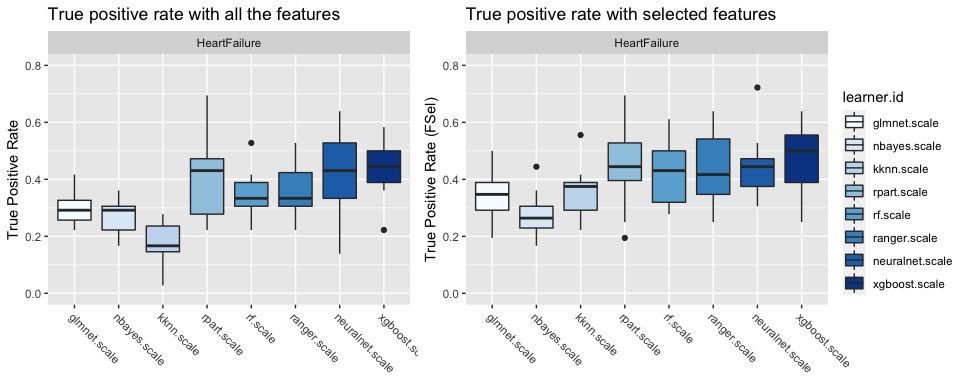 True positive rate with all the features
HeartFailure
True Positive Rate
0.8
0.6
0.4
0.2
0.0
glmnet.scale
nbayes.scale
kknn.scale
rpart.scale
rf.scale
ranger.scale
neuralnet.scale
xgboost.sc
True positive rate with selected features
HeartFailure
True Positive Rate (FSel)
0.8
0.6
0.4
0.2
0.0
glmnet.scale
nbayes.scale
kknn.scale
rpart.scale
rf.scale
ranger.scale
neuralnet.scale
xgboost.scale
learner.id
glmnet.scale
nbayes.scale
kknn.scale
rpart.scale
rf.scale
ranger.scale
neuralnet.scale
xgboost.scale